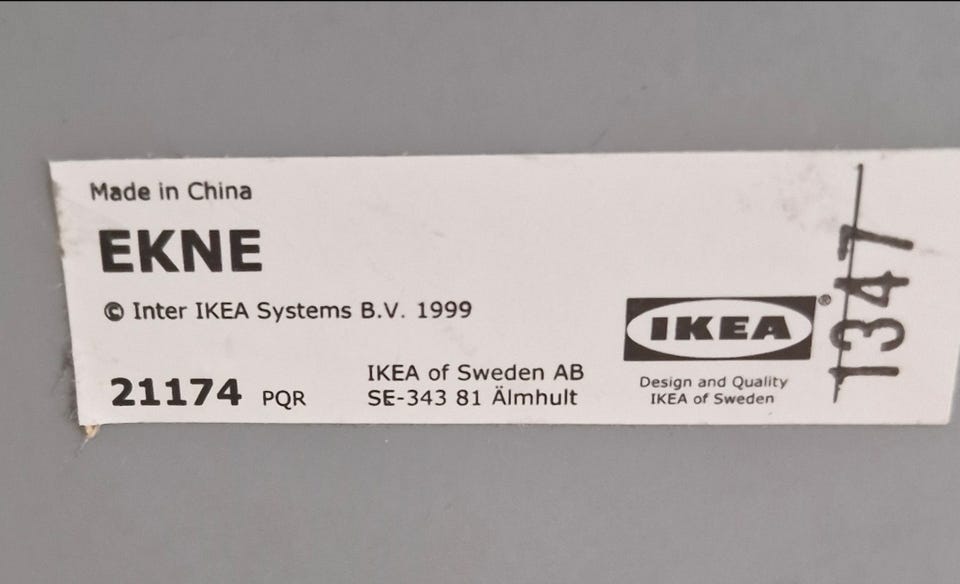 Made in China
EKNE
© Inter IKEA Systems B.V. 1999
21174 PQR
IKEA of Sweden AB
SE-343 81 Älmhult
IKEA®
Design and Quality
IKEA of Sweden
1347